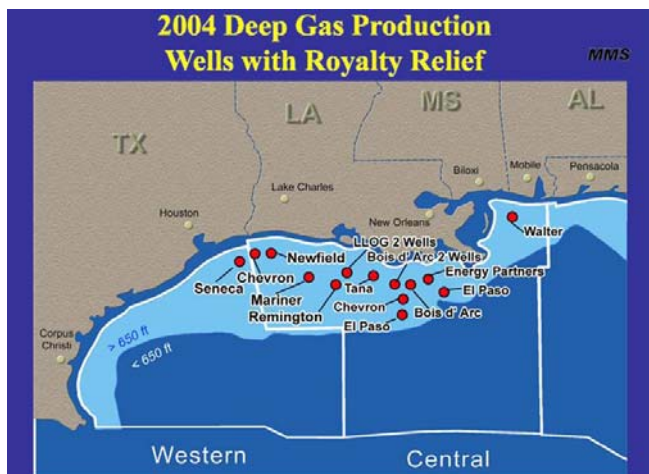 2004 Deep Gas Production
Wells with Royalty Relief
MMS
TX
LA
MS
AL
Biloxi
Mobile
Pensacola
Lake Charles
Houston
New Orleans
Walter
LLOG 2 Wells
Newfield
Bois d' Arc 2 Wells
Chevron
Energy Partners
Seneca
Mariner
Tana
El Paso
Remington
Chevron
Bois d' Arc
El Paso
Corpus
Christi
> 650 ft
< 650 ft
Western
Central